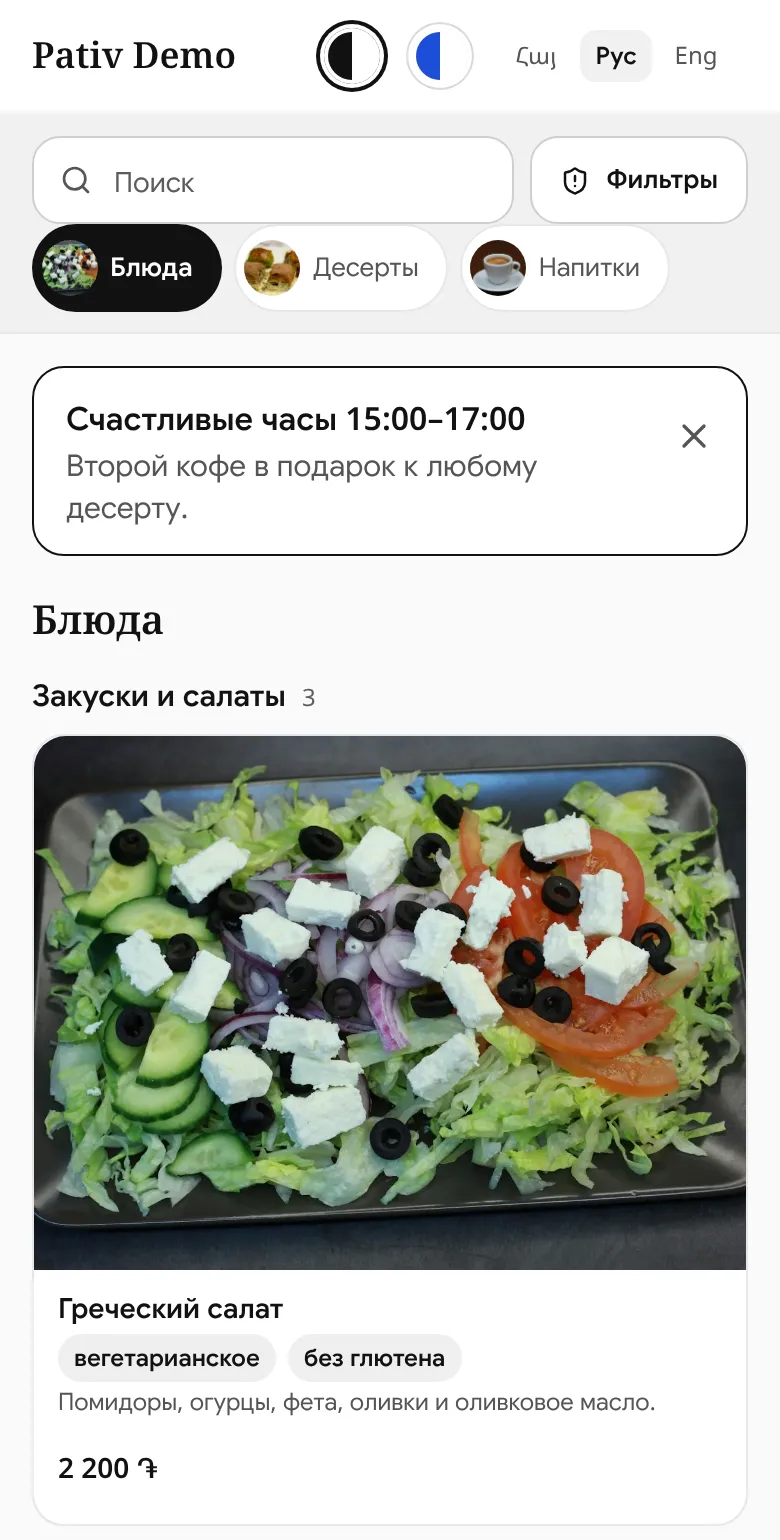 Pativ Demo
Հայ Рус Eng
Поиск
Фильтры
Блюда Десерты Напитки
Счастливые часы 15:00–17:00
Второй кофе в подарок к любому
десерту.
Блюда
Закуски и салаты 3
Греческий салат
вегетарианское без глютена
Помидоры, огурцы, фета, оливки и оливковое масло.
2 200 ֏